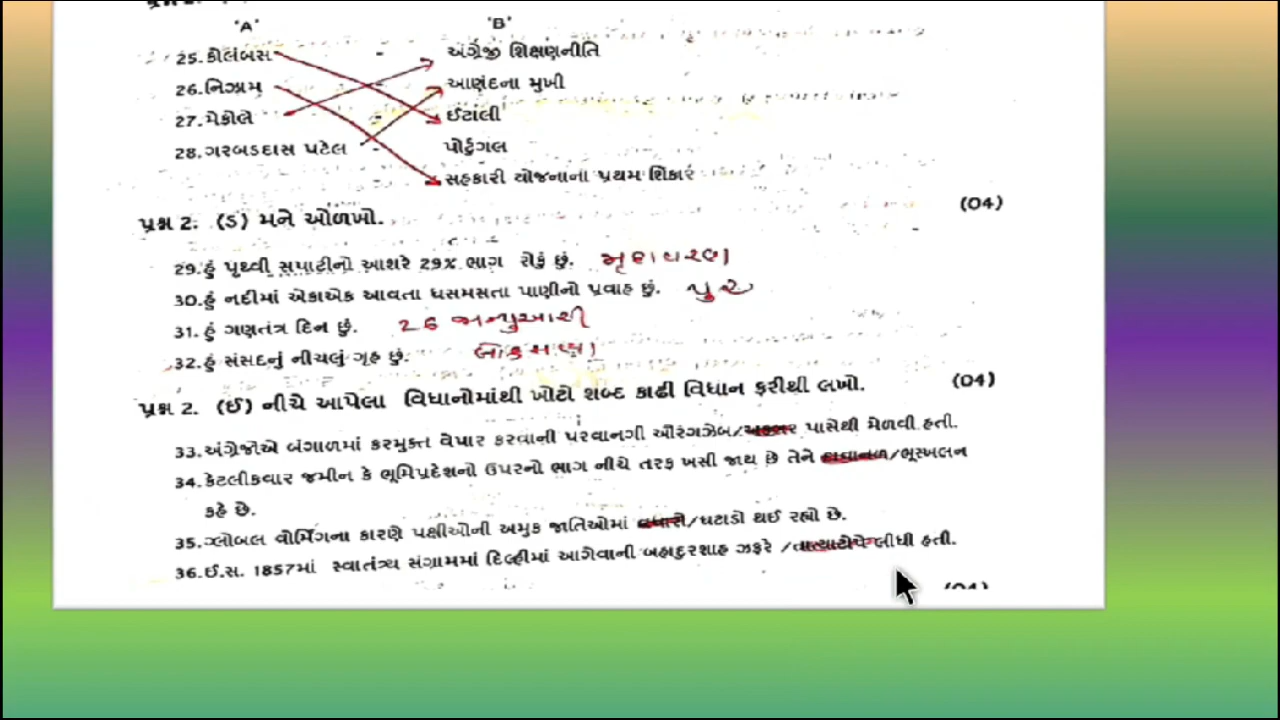 'A' 'B'
25. કોલંબસ - અંગ્રેજી શિક્ષણનીતિ
26. નિઝામ - આણંદના મુખી
27. મેકોલે - ઈટાલી
28. ગરબડદાસ પટેલ - પોર્ટુગલ
- સહકારી યોજનાના પ્રથમ શિકાર
પ્રશ્ન 2. (ડ) મને ઓળખો. (04)
29. હું પૃથ્વી સપાટીનો આશરે 29% ભાગ રોકું છું. મૃદાવરણ
30. હું નદીમાં એકાએક આવતા ધસમસતા પાણીનો પ્રવાહ છું. પુર
31. હું ગણતંત્ર દિન છું. 26 જાન્યુઆરી
32. હું સંસદનું નીચલું ગૃહ છું. લોકસભા
પ્રશ્ન 2. (ઈ) નીચે આપેલા વિધાનોમાંથી ખોટો શબ્દ કાઢી વિધાન ફરીથી લખો. (04)
33. અંગ્રેજોએ બંગાળમાં કરમુક્ત વેપાર કરવાની પરવાનગી ઔરંગઝેબ/અકબર પાસેથી મેળવી હતી.
34. કેટલીકવાર જમીન કે ભૂમિપ્રદેશનો ઉપરનો ભાગ નીચે તરફ ખસી જાય છે તેને દાવાનળ/ભૂસ્ખલન
કહે છે.
35. ગ્લોબલ વોર્મિંગના કારણે પક્ષીઓની અમુક જાતિઓમાં વધારો/ઘટાડો થઈ રહ્યો છે.
36. ઈ.સ. 1857માં સ્વાતંત્ર્ય સંગ્રામમાં દિલ્હીમાં આગેવાની બહાદુરશાહ ઝફરે /તાત્યાટોપે લીધી હતી.